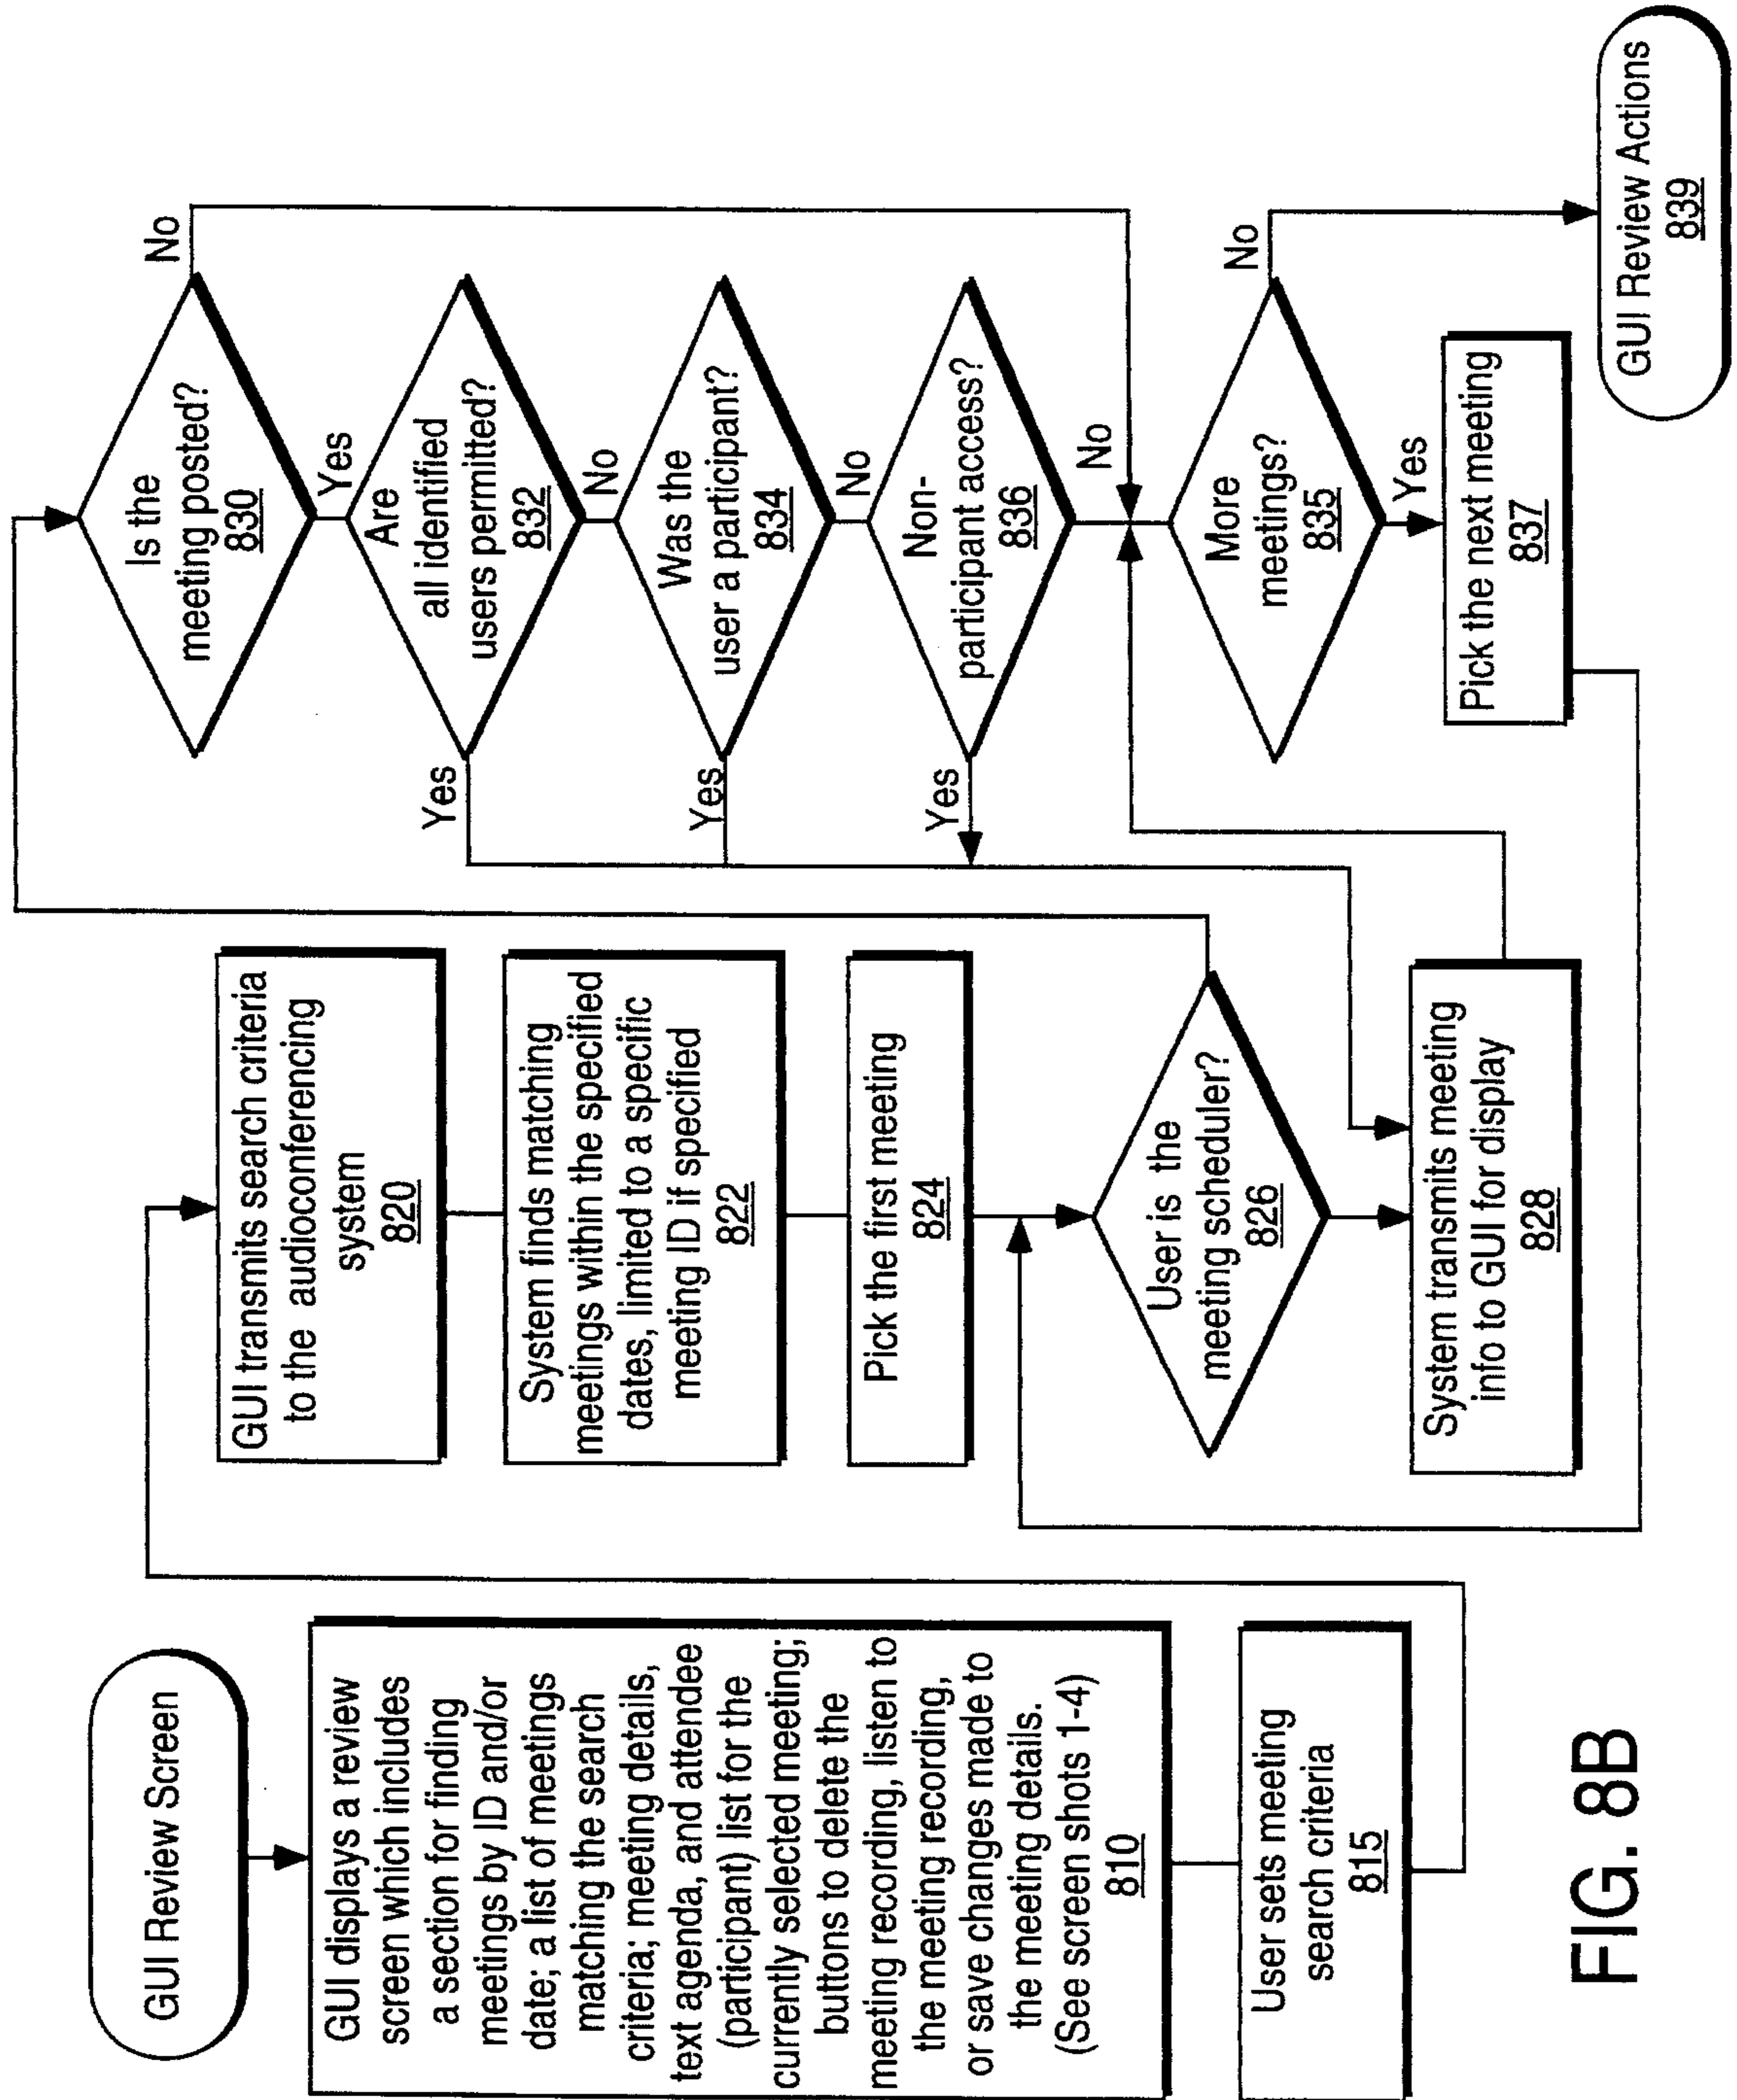 GUI Review Screen
GUI displays a review
screen which includes
a section for finding
meetings by ID and/or
date; a list of meetings
matching the search
criteria; meeting details,
text agenda, and attendee
(participant) list for the
currently selected meeting;
buttons to delete the
meeting recording, listen to
the meeting recording,
or save changes made to
the meeting details.
(See screen shots 1-4)
810
User sets meeting
search criteria
815
GUI transmits search criteria
to the audioconferencing
system
820
System finds matching
meetings within the specified
dates, limited to a specific
meeting ID if specified
822
Pick the first meeting
824
User is the
meeting scheduler?
826
System transmits meeting
info to GUI for display
828
Is the
meeting posted?
830
No
Yes
Are
all identified
users permitted?
832
Yes
No
Was the
user a participant?
834
Yes
No
Non-
participant access?
836
Yes
No
More
meetings?
835
No
Yes
Pick the next meeting
837
GUI Review Actions
839
FIG. 8B